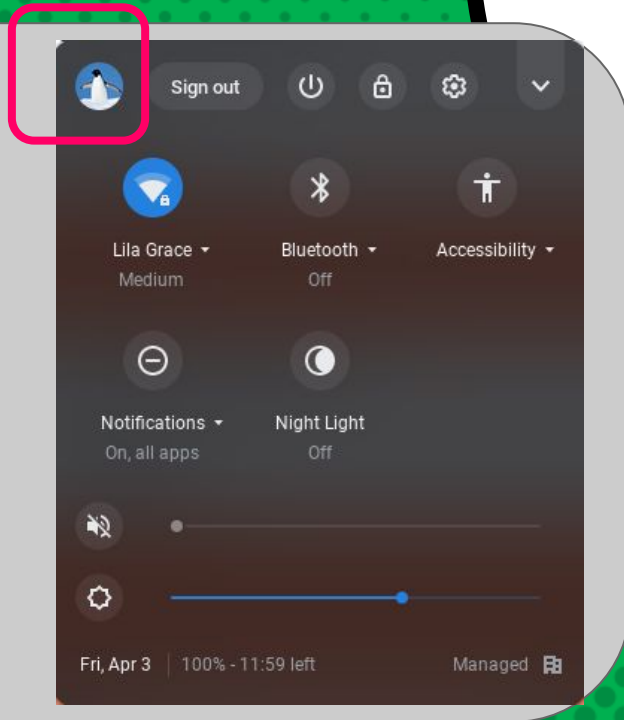 Sign out
Lila Grace
Bluetooth
Accessibility
Medium
Off
Notifications
Night Light
On, all apps
Off
Fri, Apr 3
100% - 11:59 left
Managed